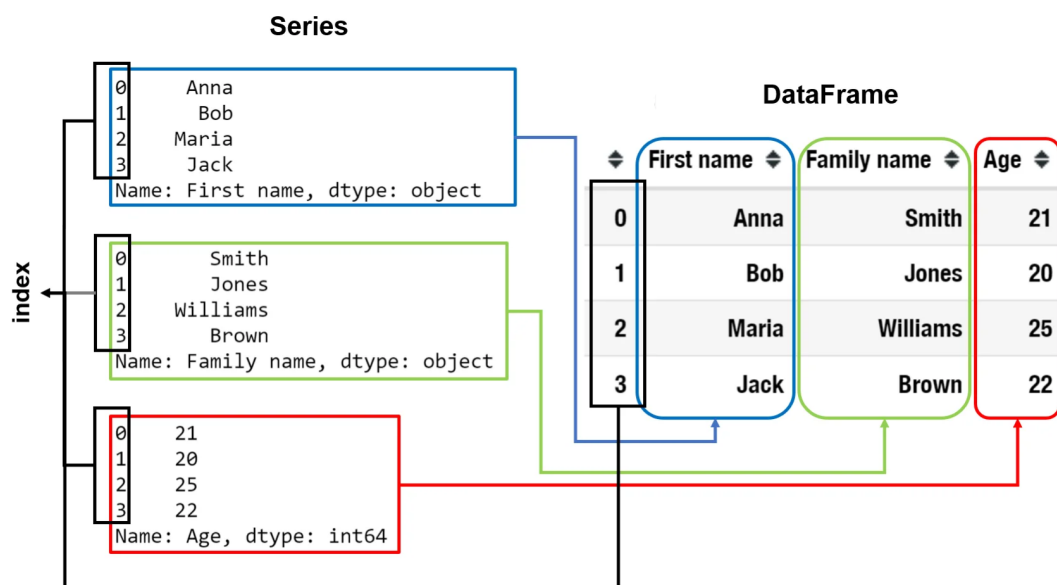 Series
0 Anna
1 Bob
2 Maria
3 Jack
Name: First name, dtype: object
0 Smith
1 Jones
2 Williams
3 Brown
Name: Family name, dtype: object
0 21
1 20
2 25
3 22
Name: Age, dtype: int64
index
DataFrame
First name Family name Age
0 Anna Smith 21
1 Bob Jones 20
2 Maria Williams 25
3 Jack Brown 22